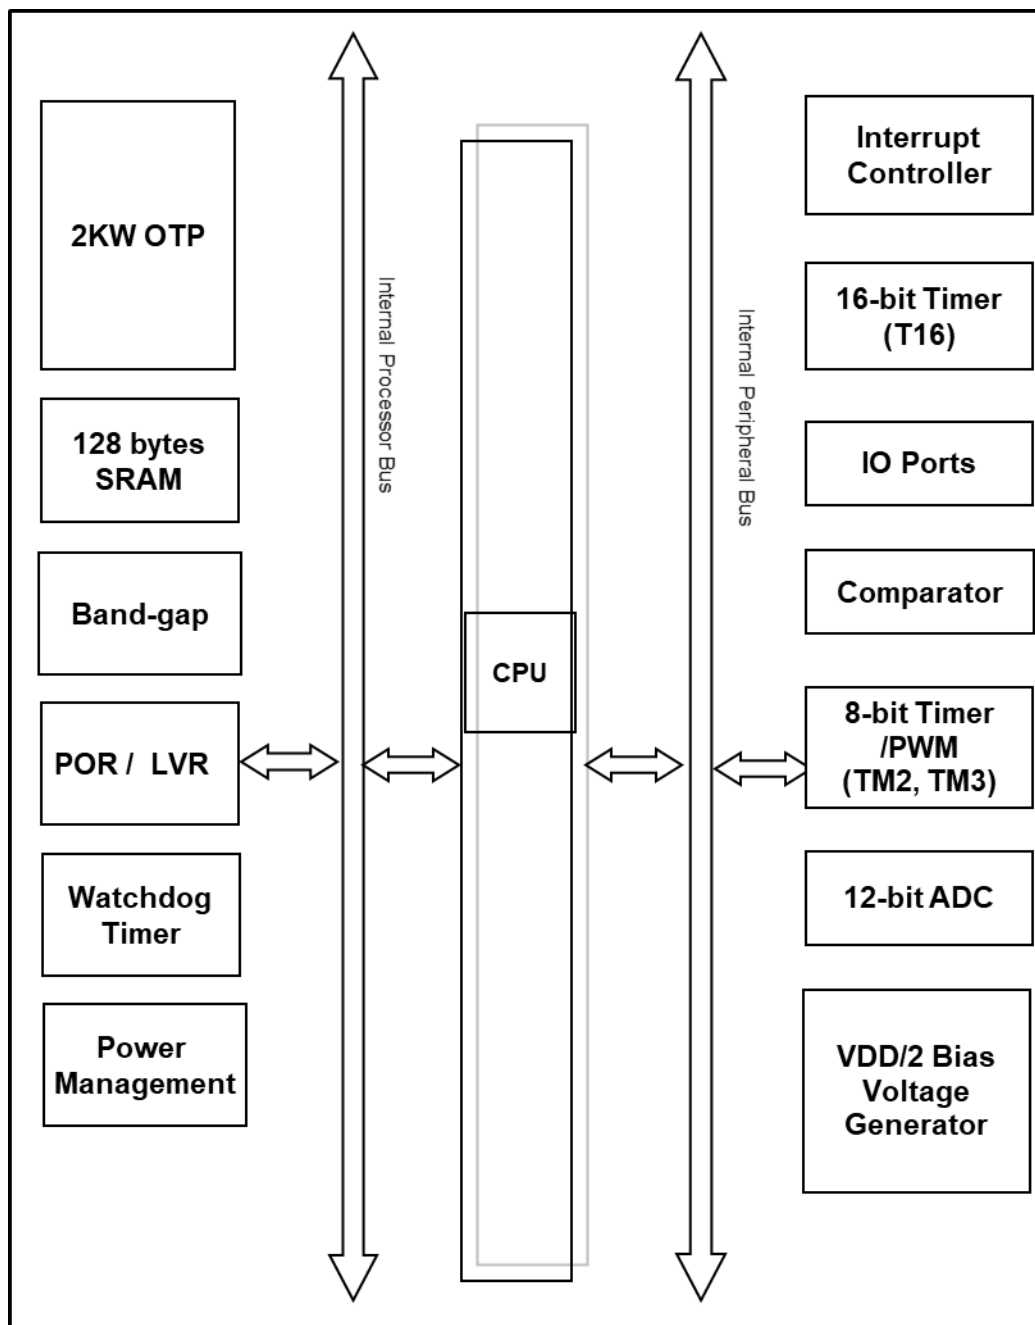 2KW OTP
128 bytes
SRAM
Band-gap
POR / LVR
Watchdog
Timer
Power
Management
Internal Processor Bus
CPU
Internal Peripheral Bus
Interrupt
Controller
16-bit Timer
(T16)
IO Ports
Comparator
8-bit Timer
/PWM
(TM2, TM3)
12-bit ADC
VDD/2 Bias
Voltage
Generator